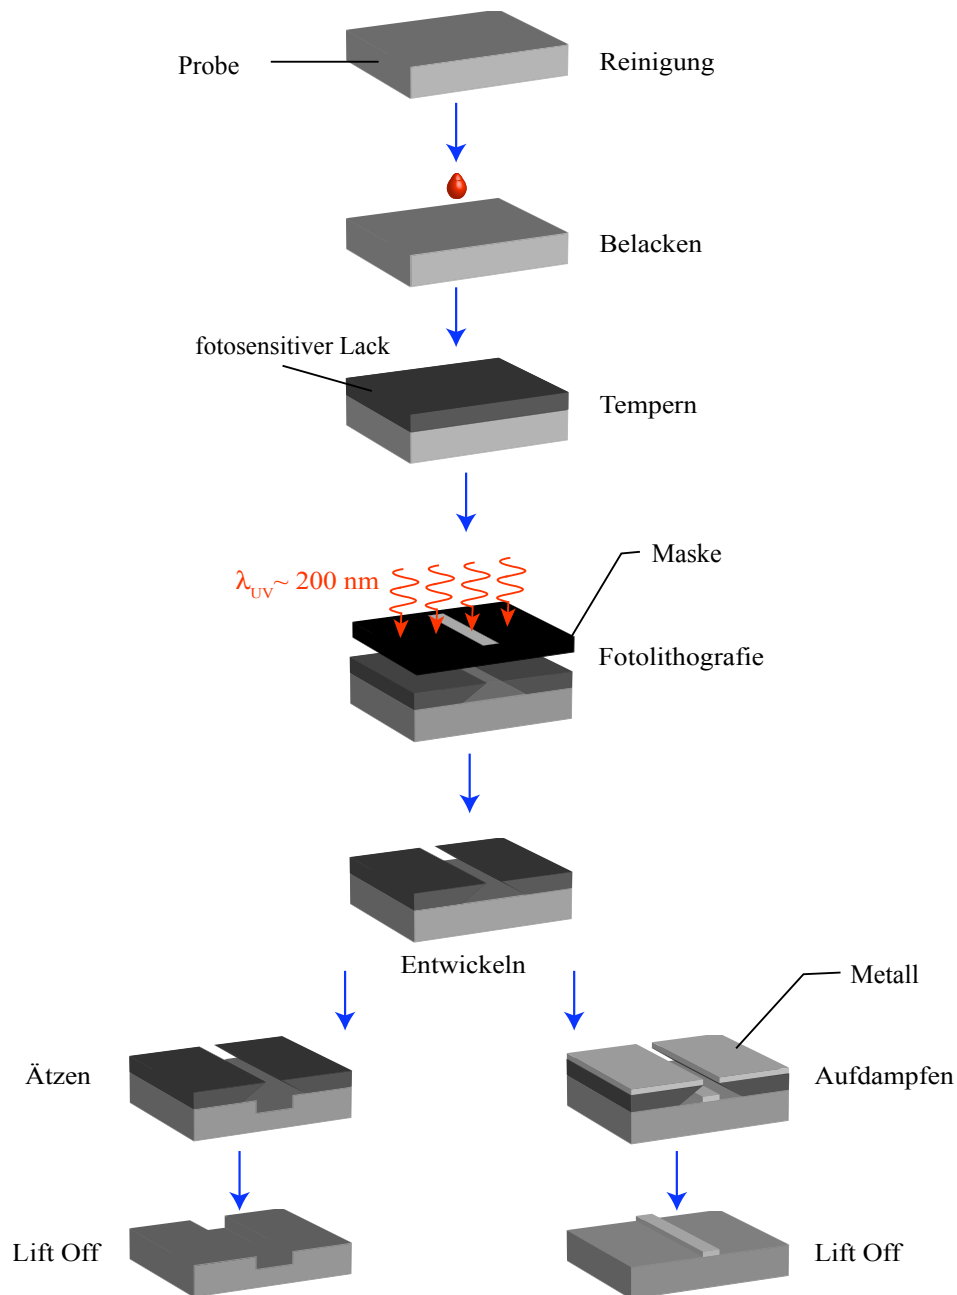 Probe
Reinigung
Belacken
fotosensitiver Lack
Tempern
λUV~ 200 nm
Maske
Fotolithografie
Entwickeln
Metall
Ätzen
Aufdampfen
Lift Off
Lift Off